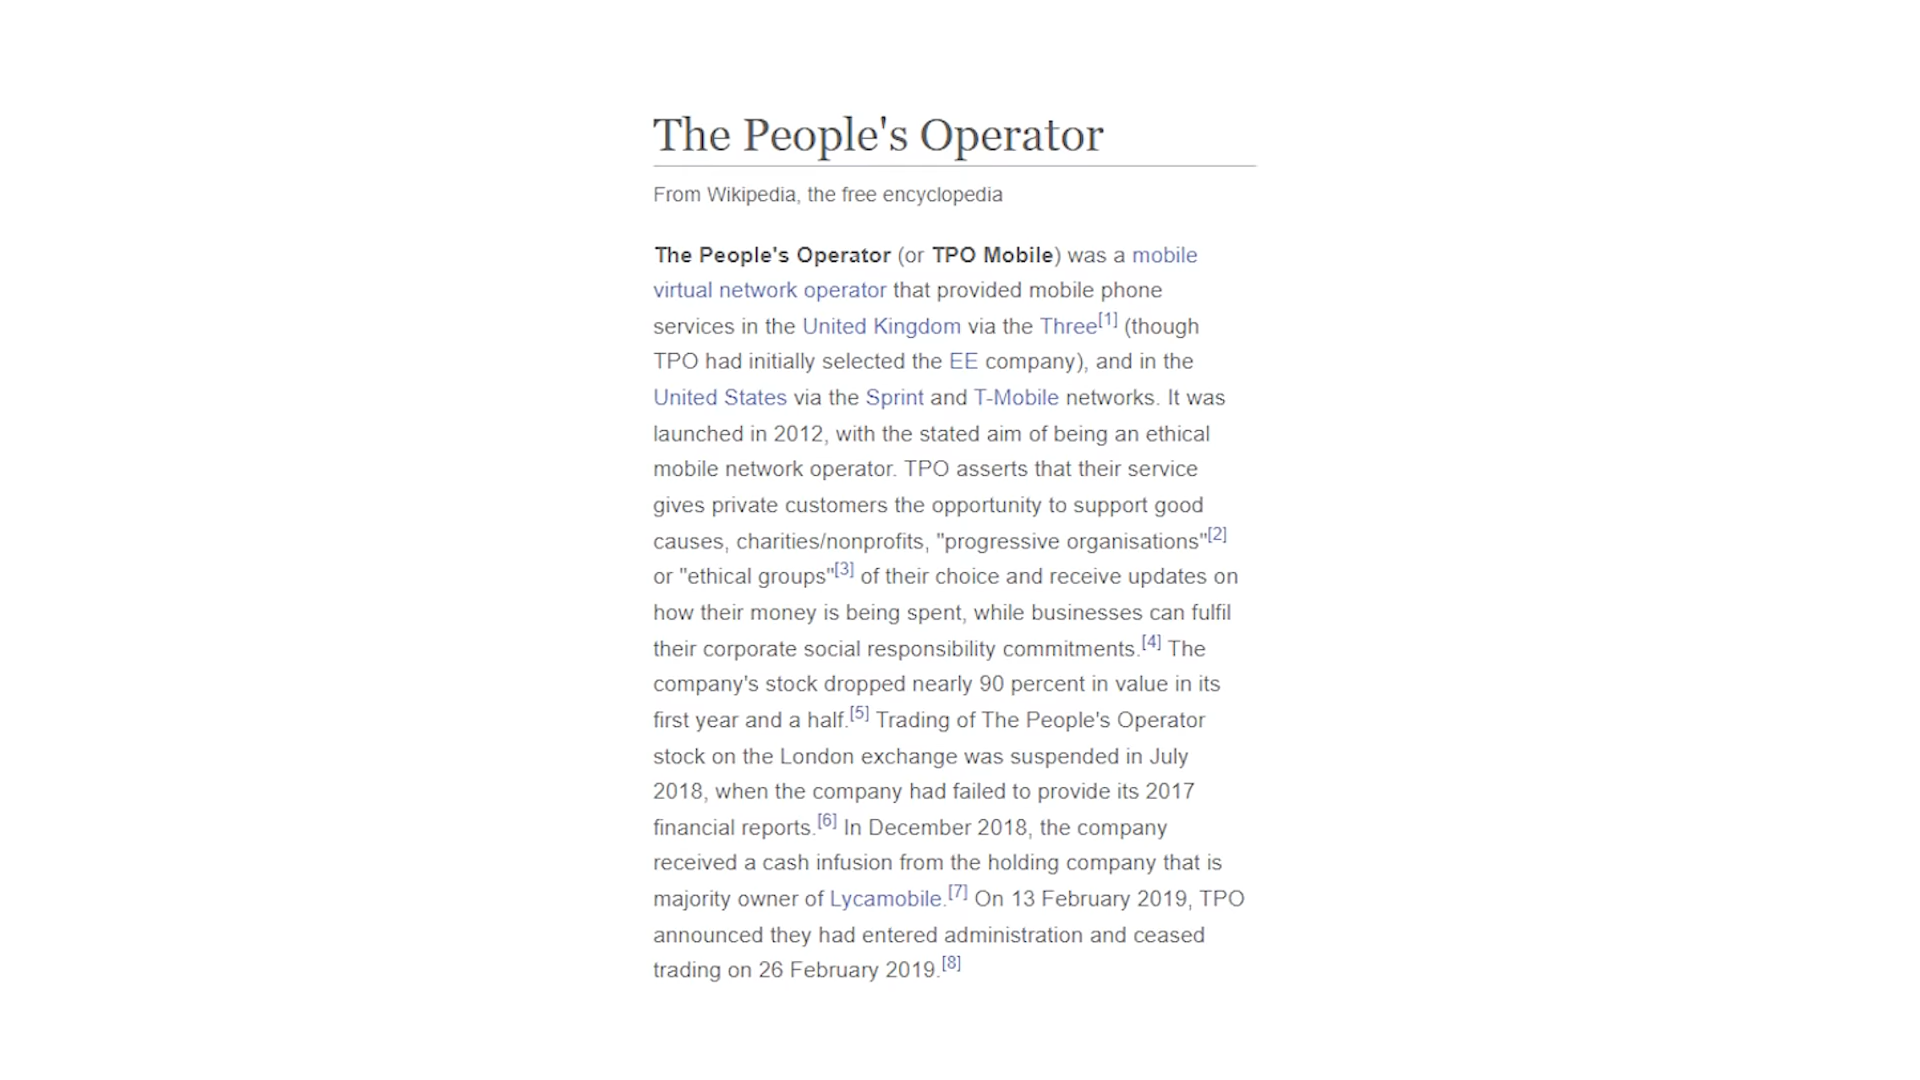 The People's Operator
From Wikipedia, the free encyclopedia
The People's Operator (or TPO Mobile) was a mobile
virtual network operator that provided mobile phone
services in the United Kingdom via the Three[1] (though
TPO had initially selected the EE company), and in the
United States via the Sprint and T-Mobile networks. It was
launched in 2012, with the stated aim of being an ethical
mobile network operator. TPO asserts that their service
gives private customers the opportunity to support good
causes, charities/nonprofits, "progressive organisations"[2]
or "ethical groups"[3] of their choice and receive updates on
how their money is being spent, while businesses can fulfil
their corporate social responsibility commitments.[4] The
company's stock dropped nearly 90 percent in value in its
first year and a half.[5] Trading of The People's Operator
stock on the London exchange was suspended in July
2018, when the company had failed to provide its 2017
financial reports.[6] In December 2018, the company
received a cash infusion from the holding company that is
majority owner of Lycamobile.[7] On 13 February 2019, TPO
announced they had entered administration and ceased
trading on 26 February 2019.[8]